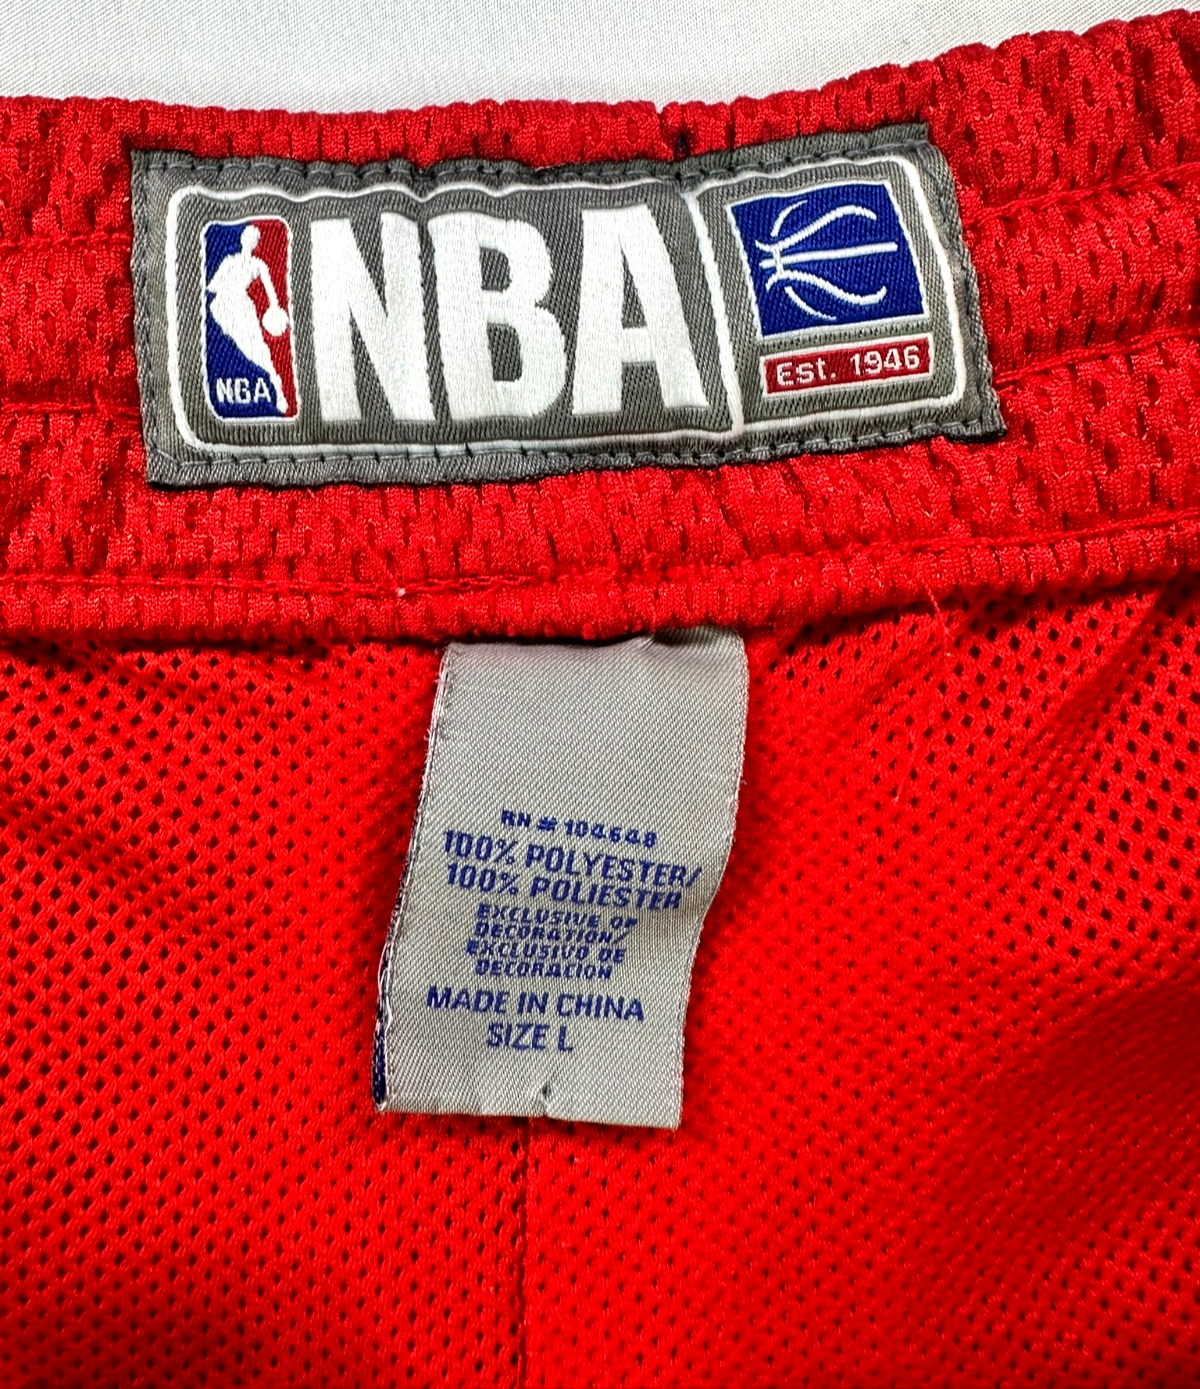 NBA
NBA
Est. 1946
RN # 104648
100% POLYESTER/
100% POLIESTER
EXCLUSIVE OF
DECORATION/
EXCLUSIVO DE
DECORACION
MADE IN CHINA
SIZE L